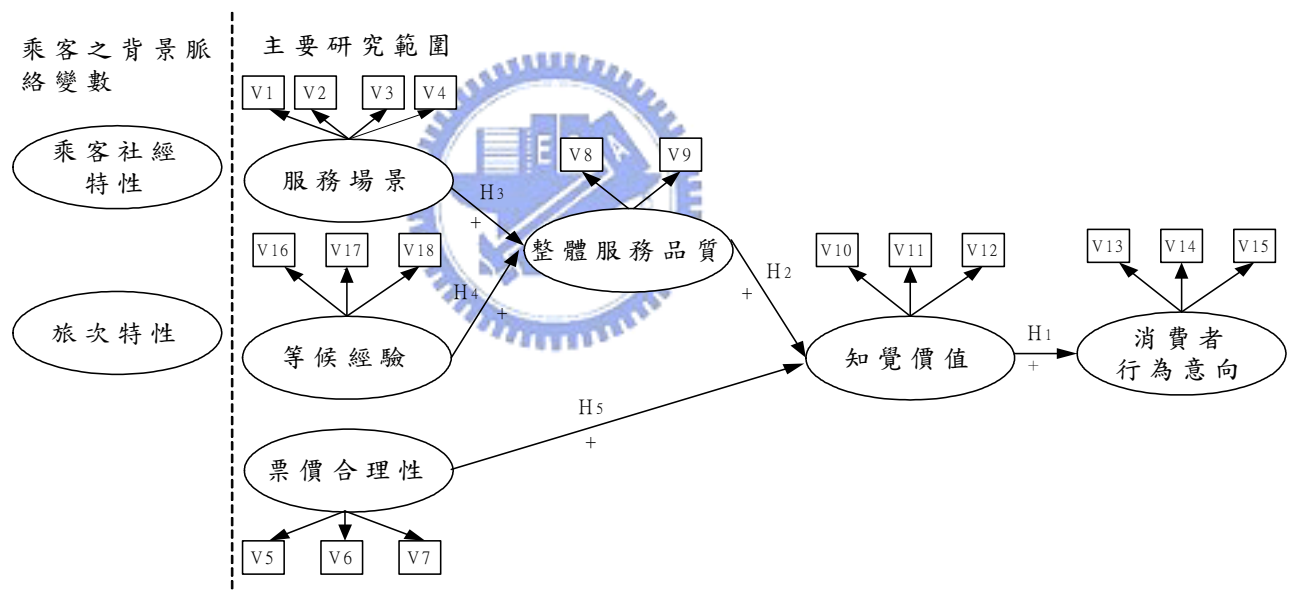 乘客之背景脈
絡變數
乘客社經
特性
旅次特性
主要研究範圍
V1 V2 V3 V4
服務場景
H3
+
V8 V9
整體服務品質
V16 V17 V18
等候經驗
H4
+
H2
+
V10 V11 V12
知覺價值
H1
+
V13 V14 V15
消費者
行為意向
H5
+
票價合理性
V5 V6 V7